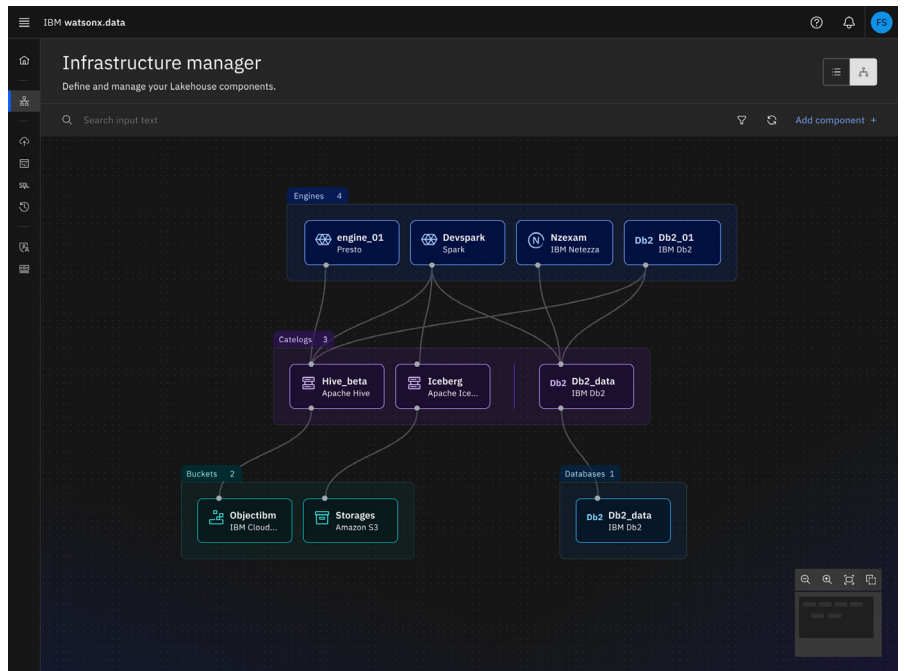 IBM watsonx.data
FS
Infrastructure manager
Define and manage your Lakehouse components.
Search input text
Add component +
SQL
Engines 4
engine_01
Presto
Devspark
Spark
N
Nzexam
IBM Netezza
Db2
Db2_01
IBM Db2
Catelogs 3
Hive_beta
Apache Hive
Iceberg
Apache Ice...
Db2
Db2_data
IBM Db2
Buckets 2
Objectibm
IBM Cloud...
Storages
Amazon S3
Databases 1
Db2
Db2_data
IBM Db2